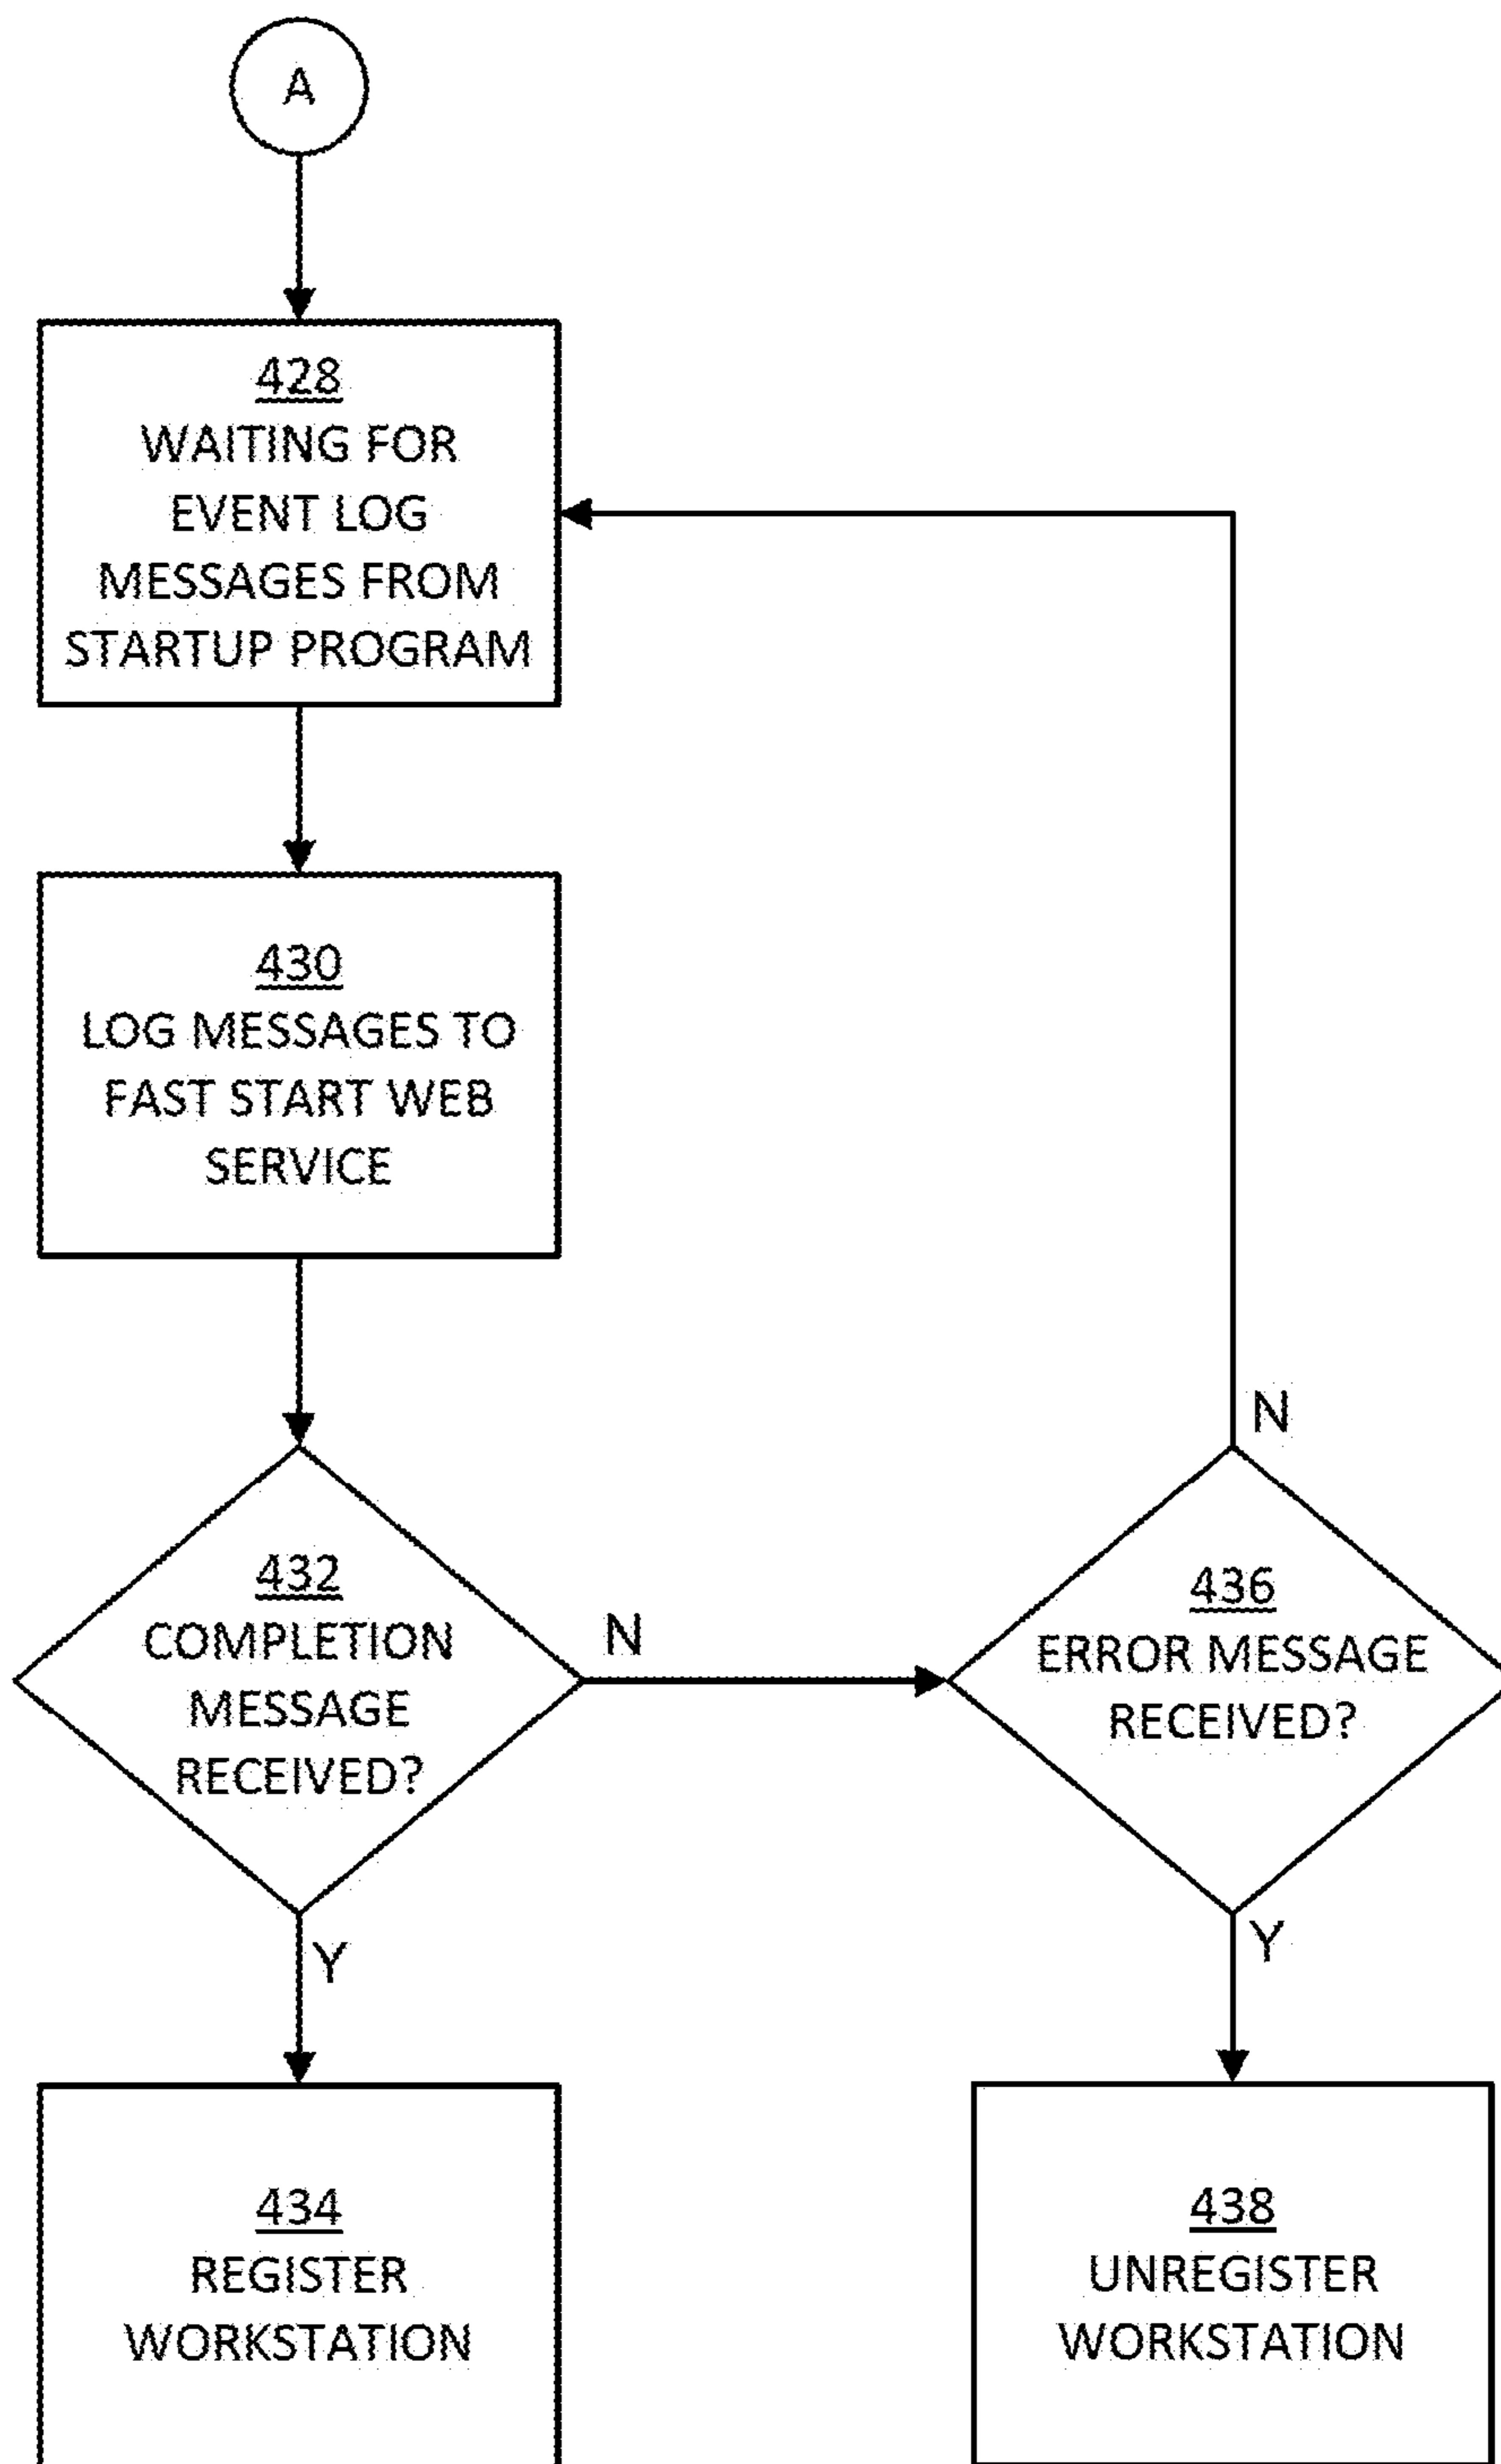 A
428
WAITING FOR
EVENT LOG
MESSAGES FROM
STARTUP PROGRAM
430
LOG MESSAGES TO
FAST START WEB
SERVICE
432
COMPLETION
MESSAGE
RECEIVED?
N
Y
434
REGISTER
WORKSTATION
N
436
ERROR MESSAGE
RECEIVED?
Y
438
UNREGISTER
WORKSTATION